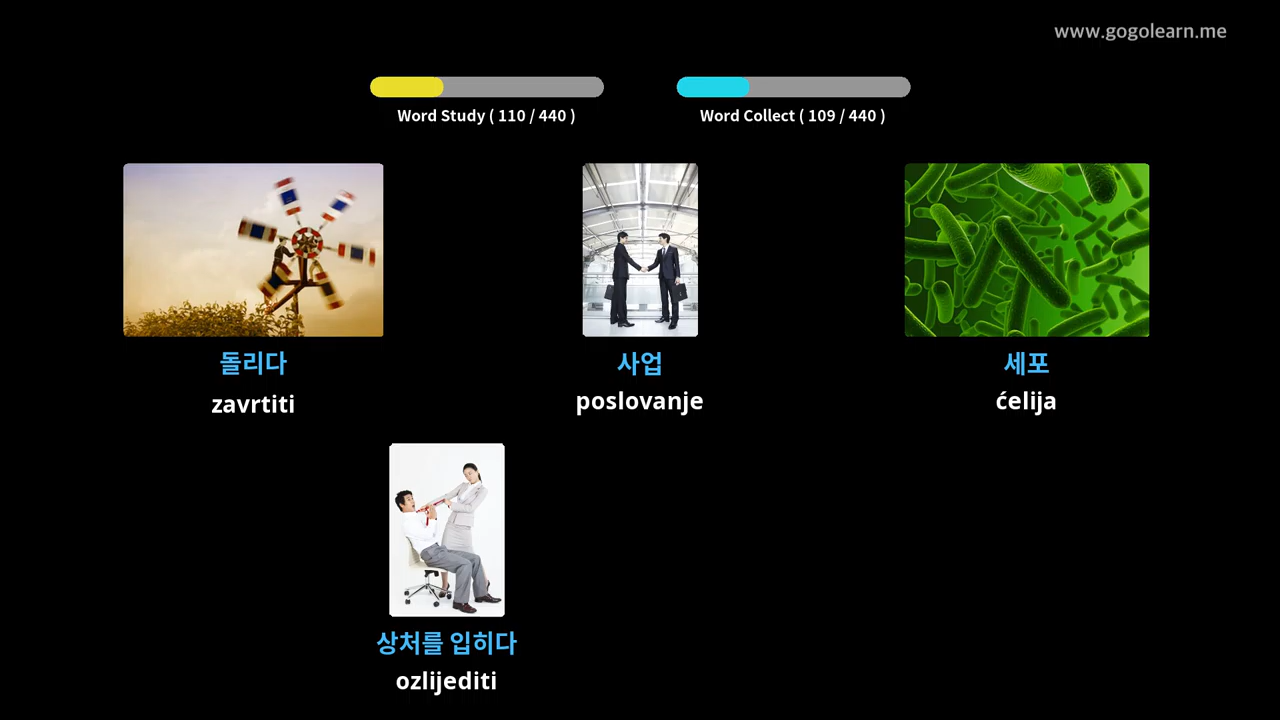 www.gogolearn.me
Word Study ( 110 / 440 )
Word Collect ( 109 / 440 )
돌리다
zavrtiti
사업
poslovanje
세포
ćelija
상처를 입히다
ozlijediti